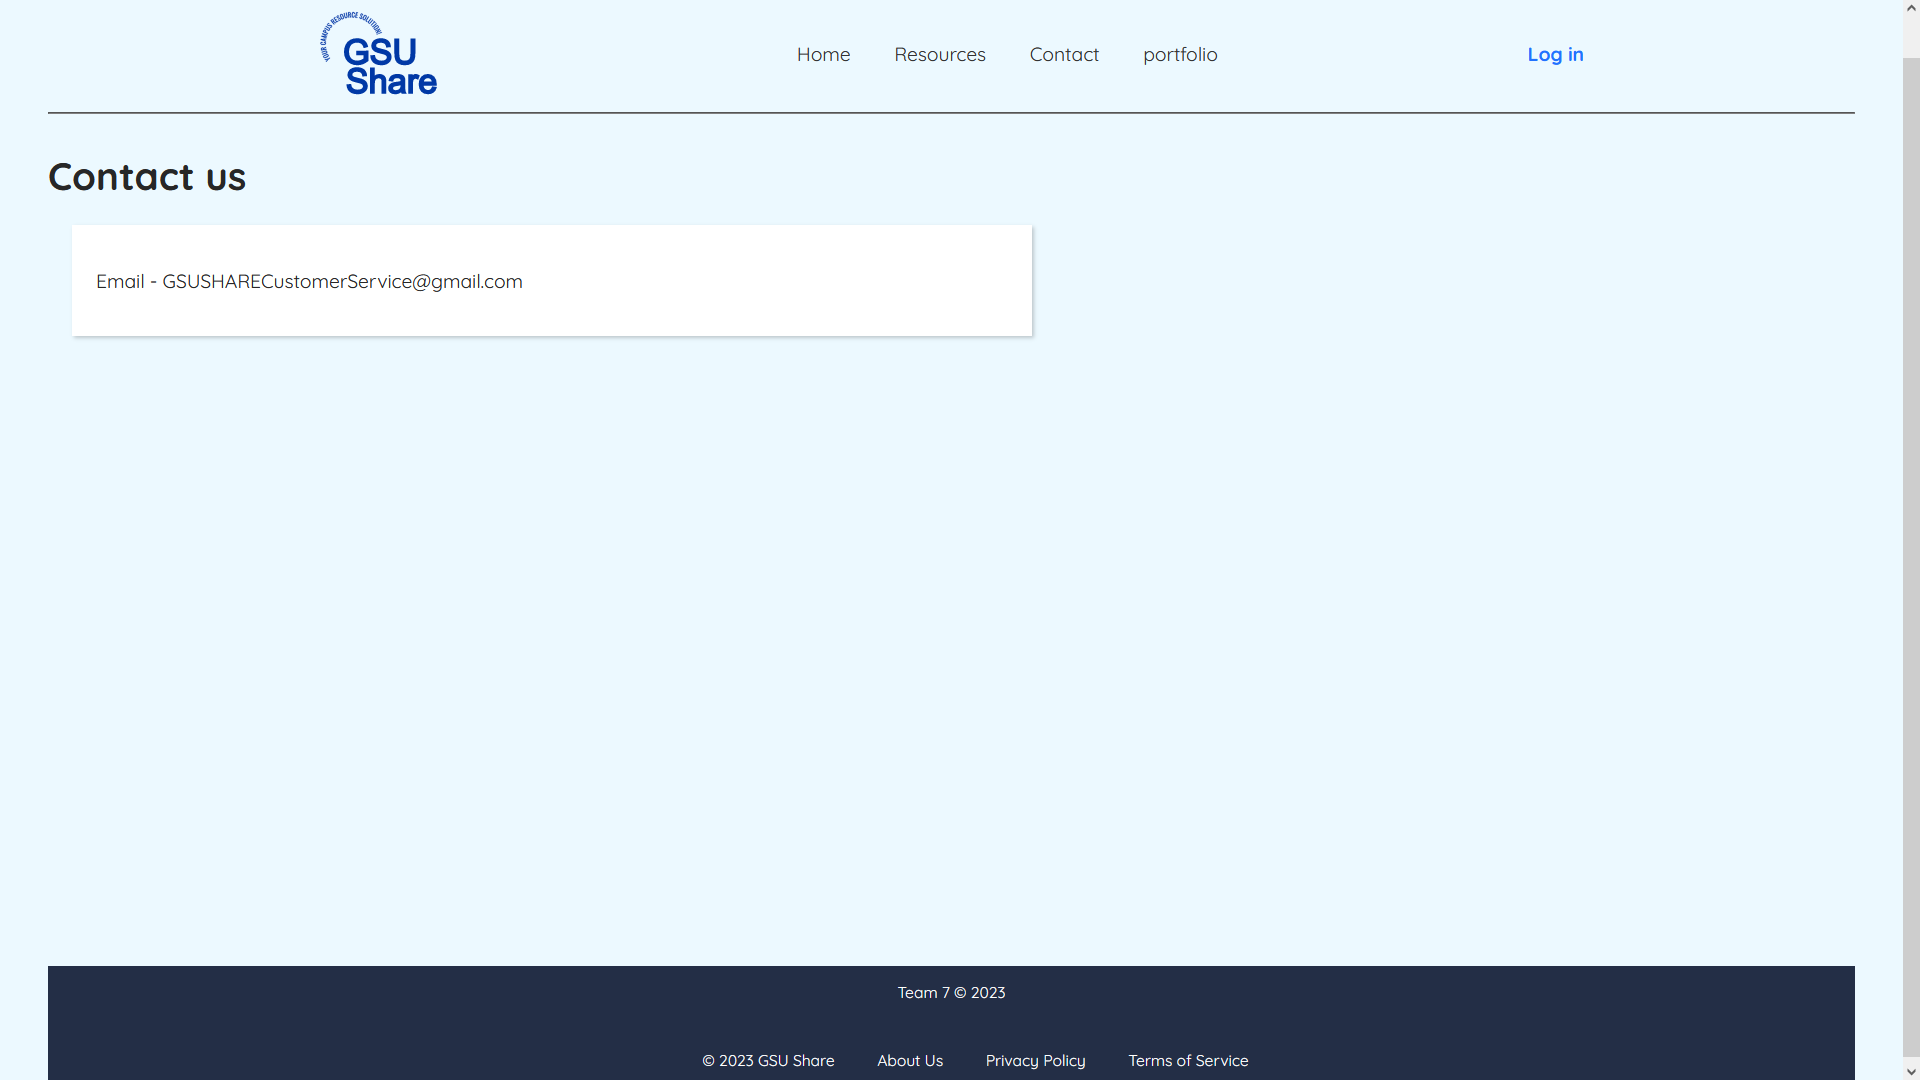 YOUR CAMPUS RESOURCE SOLUTION!
GSU
Share
Home Resources Contact portfolio Log in
Contact us
Email - GSUSHARECustomerService@gmail.com
Team 7 © 2023
© 2023 GSU Share About Us Privacy Policy Terms of Service